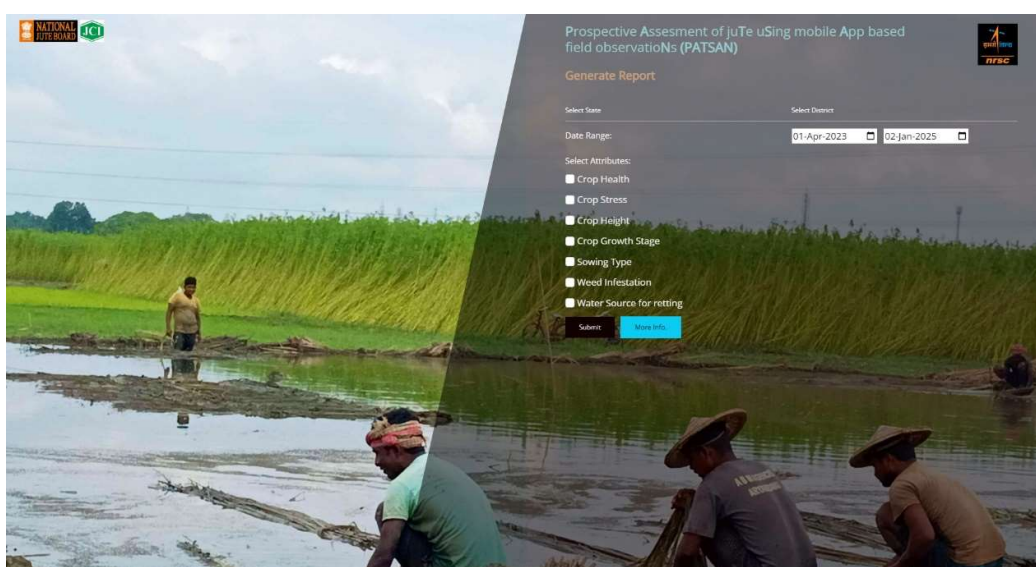 NATIONAL
JUTE BOARD
JCI
Prospective Assesment of juTe uSing mobile App based
field observatioNs (PATSAN)
nrsc
Generate Report
Select State
Select District
Date Range:
01-Apr-2023
02-Jan-2025
Select Attributes:
Crop Health
Crop Stress
Crop Height
Crop Growth Stage
Sowing Type
Weed Infestation
Water Source for retting
Submit
More Info.